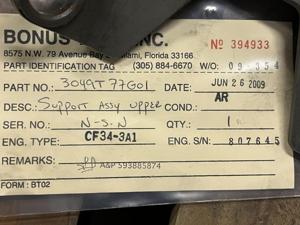 BONUS INC.
8575 N.W. 79 Avenue Bay Miami, Florida 33166
Nº 394933
PART IDENTIFICATION TAG (305) 884-6670 W/O: 09-354
PART NO.: 3049T77G01 DATE: JUN 26 2009
DESC.: Support Assy upper COND.: AR
SER. NO.: N-S-N QTY.: 1
ENG. TYPE: CF34-3A1 ENG. S/N: 807645
REMARKS: A&P 593885874
FORM: BT02